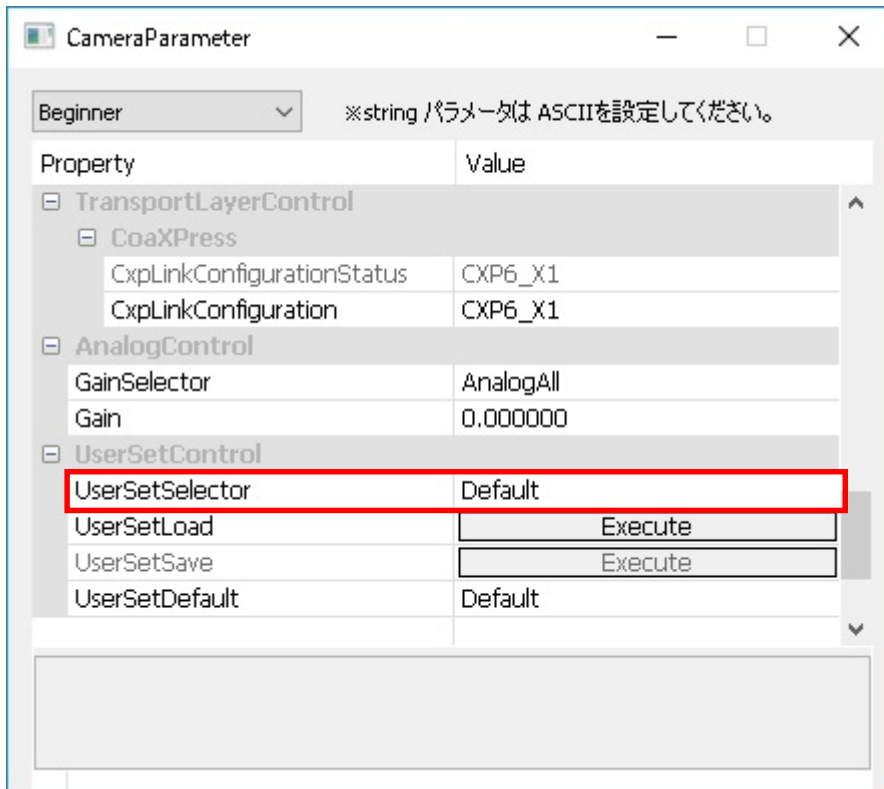 CameraParameter
Beginner ※string パラメータは ASCIIを設定してください。
Property Value
TransportLayerControl
CoaXPress
CxpLinkConfigurationStatus CXP6_X1
CxpLinkConfiguration CXP6_X1
AnalogControl
GainSelector AnalogAll
Gain 0.000000
UserSetControl
UserSetSelector Default
UserSetLoad Execute
UserSetSave Execute
UserSetDefault Default